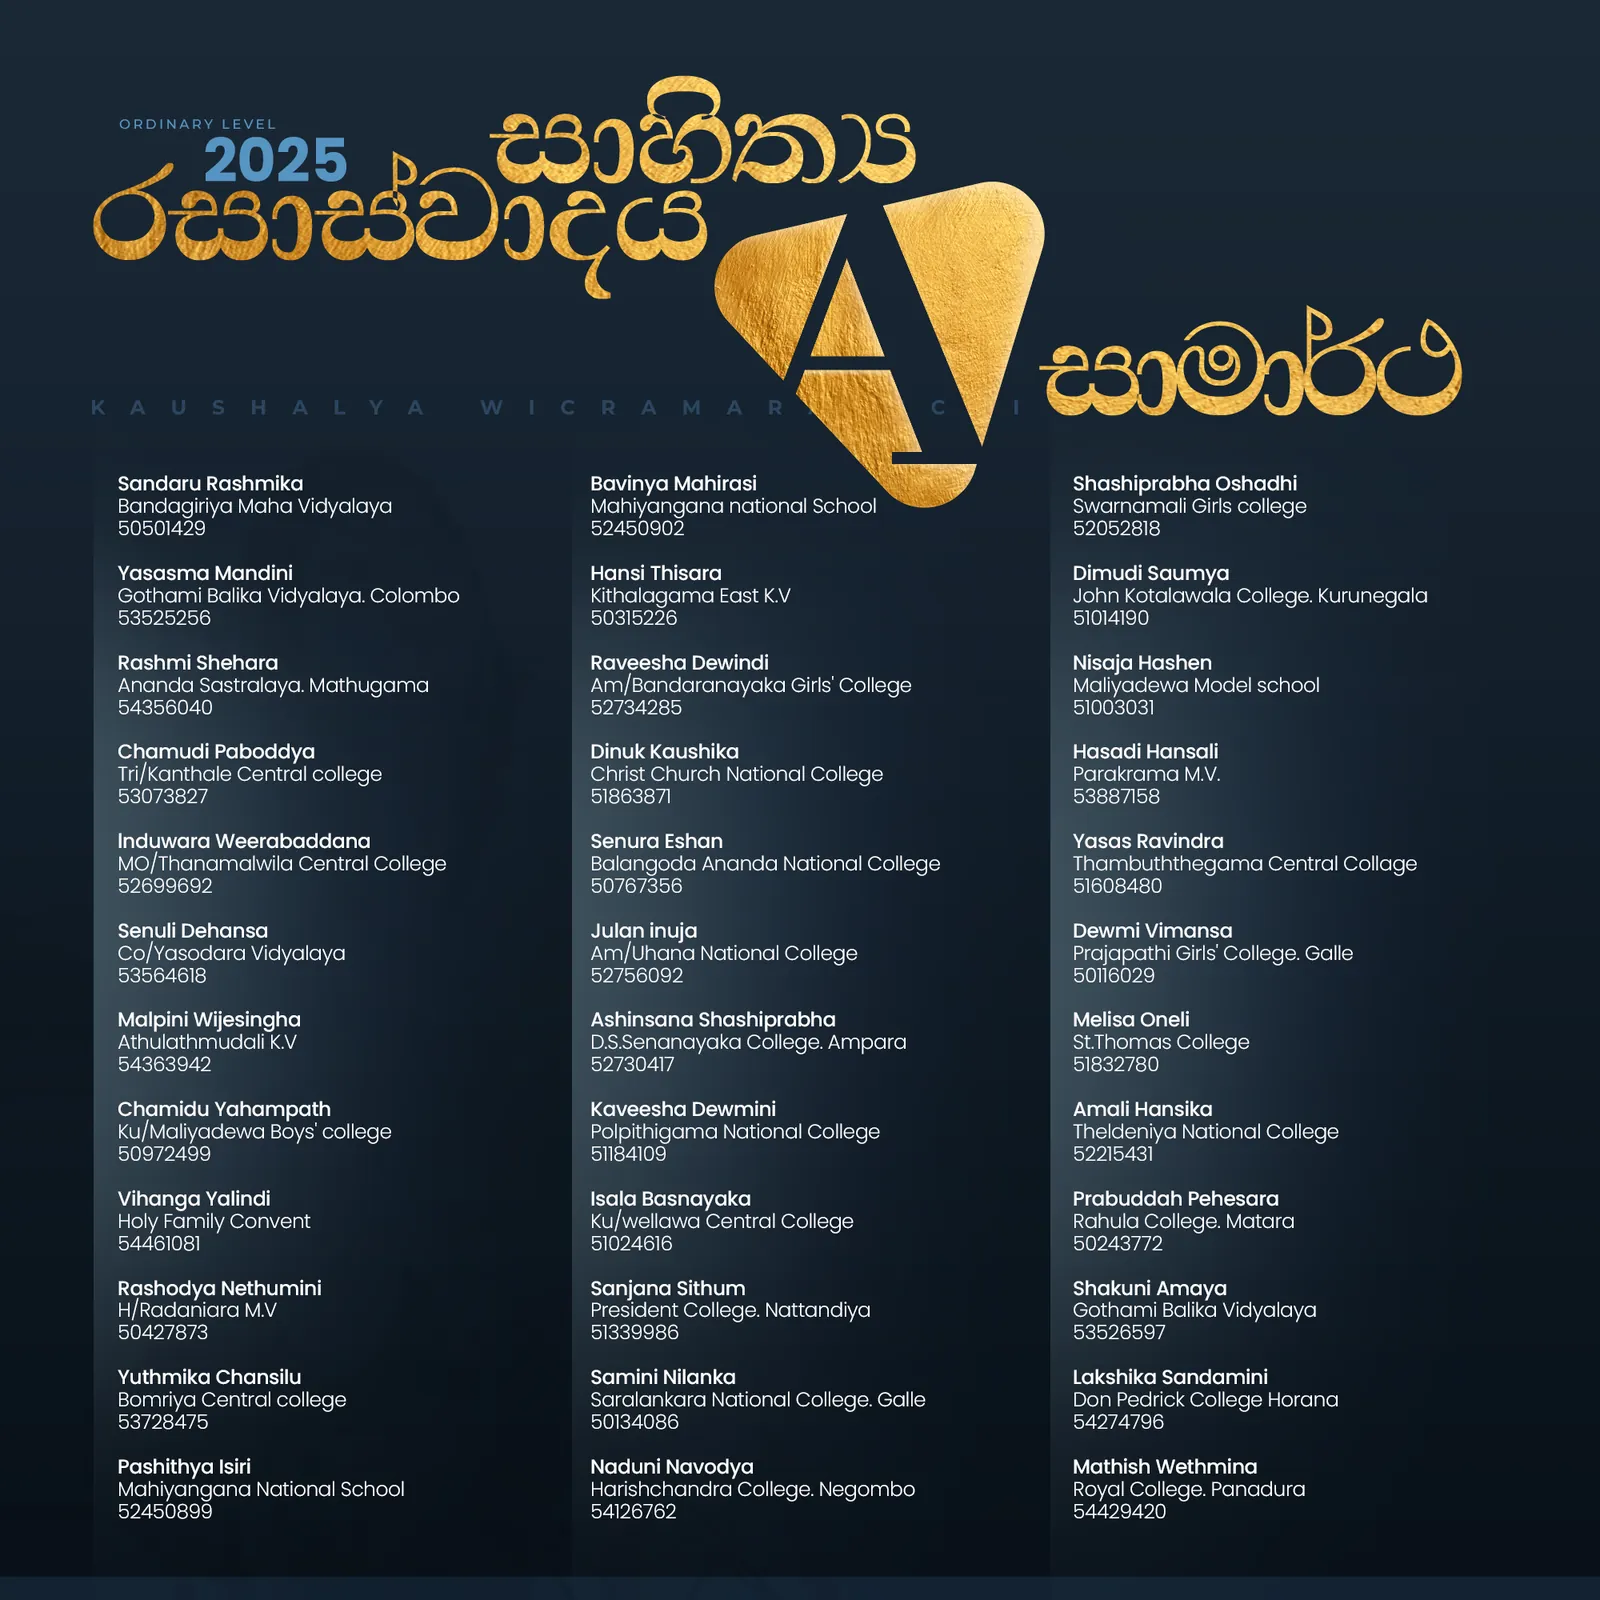 ORDINARY LEVEL
2025
සාහිත්‍ය
රසාස්වාදය
A
සාමාර්ථ
KAUSHALYA
Sandaru Rashmika
Bandagiriya Maha Vidyalaya
50501429
Yasasma Mandini
Gothami Balika Vidyalaya. Colombo
53525256
Rashmi Shehara
Ananda Sastralaya. Mathugama
54356040
Chamudi Paboddya
Tri/Kanthale Central college
53073827
Induwara Weerabaddana
MO/Thanamalwila Central College
52699692
Senuli Dehansa
Co/Yasodara Vidyalaya
53564618
Malpini Wijesingha
Athulathmudali K.V
54363942
Chamidu Yahampath
Ku/Maliyadewa Boys' college
50972499
Vihanga Yalindi
Holy Family Convent
54461081
Rashodya Nethumini
H/Radaniara M.V
50427873
Yuthmika Chansilu
Bomriya Central college
53728475
Pashithya Isiri
Mahiyangana National School
52450899
Bavinya Mahirasi
Mahiyangana national School
52450902
Hansi Thisara
Kithalagama East K.V
50315226
Raveesha Dewindi
Am/Bandaranayaka Girls' College
52734285
Dinuk Kaushika
Christ Church National College
51863871
Senura Eshan
Balangoda Ananda National College
50767356
Julan inuja
Am/Uhana National College
52756092
Ashinsana Shashiprabha
D.S.Senanayaka College. Ampara
52730417
Kaveesha Dewmini
Polpithigama National College
51184109
Isala Basnayaka
Ku/wellawa Central College
51024616
Sanjana Sithum
President College. Nattandiya
51339986
Samini Nilanka
Saralankara National College. Galle
50134086
Naduni Navodya
Harishchandra College. Negombo
54126762
Shashiprabha Oshadhi
Swarnamali Girls college
52052818
Dimudi Saumya
John Kotalawala College. Kurunegala
51014190
Nisaja Hashen
Maliyadewa Model school
51003031
Hasadi Hansali
Parakrama M.V.
53887158
Yasas Ravindra
Thambuththegama Central Collage
51608480
Dewmi Vimansa
Prajapathi Girls' College. Galle
50116029
Melisa Oneli
St.Thomas College
51832780
Amali Hansika
Theldeniya National College
52215431
Prabuddah Pehesara
Rahula College. Matara
50243772
Shakuni Amaya
Gothami Balika Vidyalaya
53526597
Lakshika Sandamini
Don Pedrick College Horana
54274796
Mathish Wethmina
Royal College. Panadura
54429420